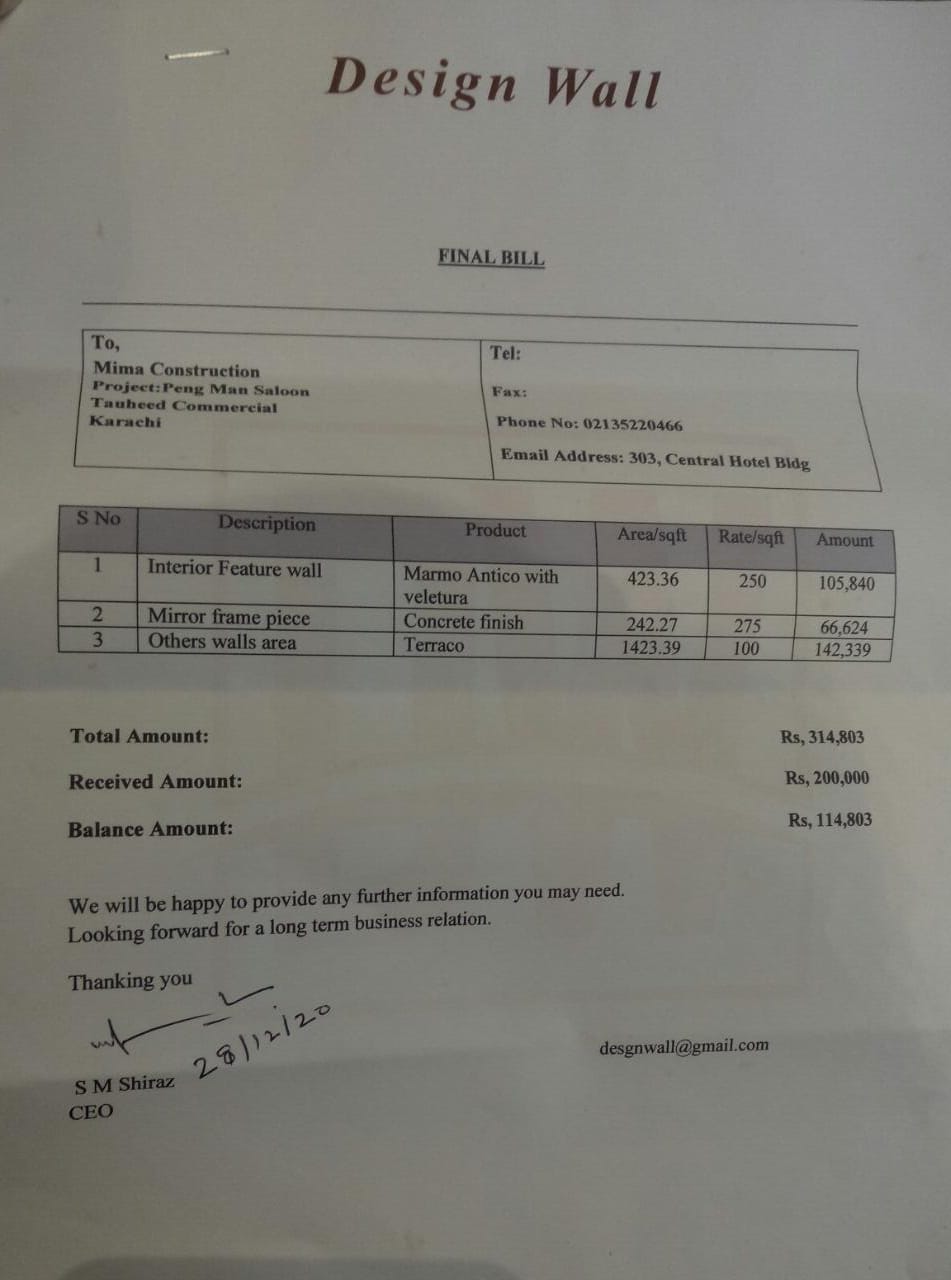 Design Wall
FINAL BILL
To,
Mima Construction
Project:Peng Man Saloon
Tauheed Commercial
Karachi
Tel:
Fax:
Phone No: 02135220466
Email Address: 303, Central Hotel Bldg
S No Description Product Area/sqft Rate/sqft Amount
1 Interior Feature wall Marmo Antico with 423.36 250 105,840
veletura
2 Mirror frame piece Concrete finish 242.27 275 66,624
3 Others walls area Terraco 1423.39 100 142,339
Total Amount: Rs, 314,803
Received Amount: Rs, 200,000
Balance Amount: Rs, 114,803
We will be happy to provide any further information you may need.
Looking forward for a long term business relation.
Thanking you
28/12/20
S M Shiraz
CEO
desgnwall@gmail.com